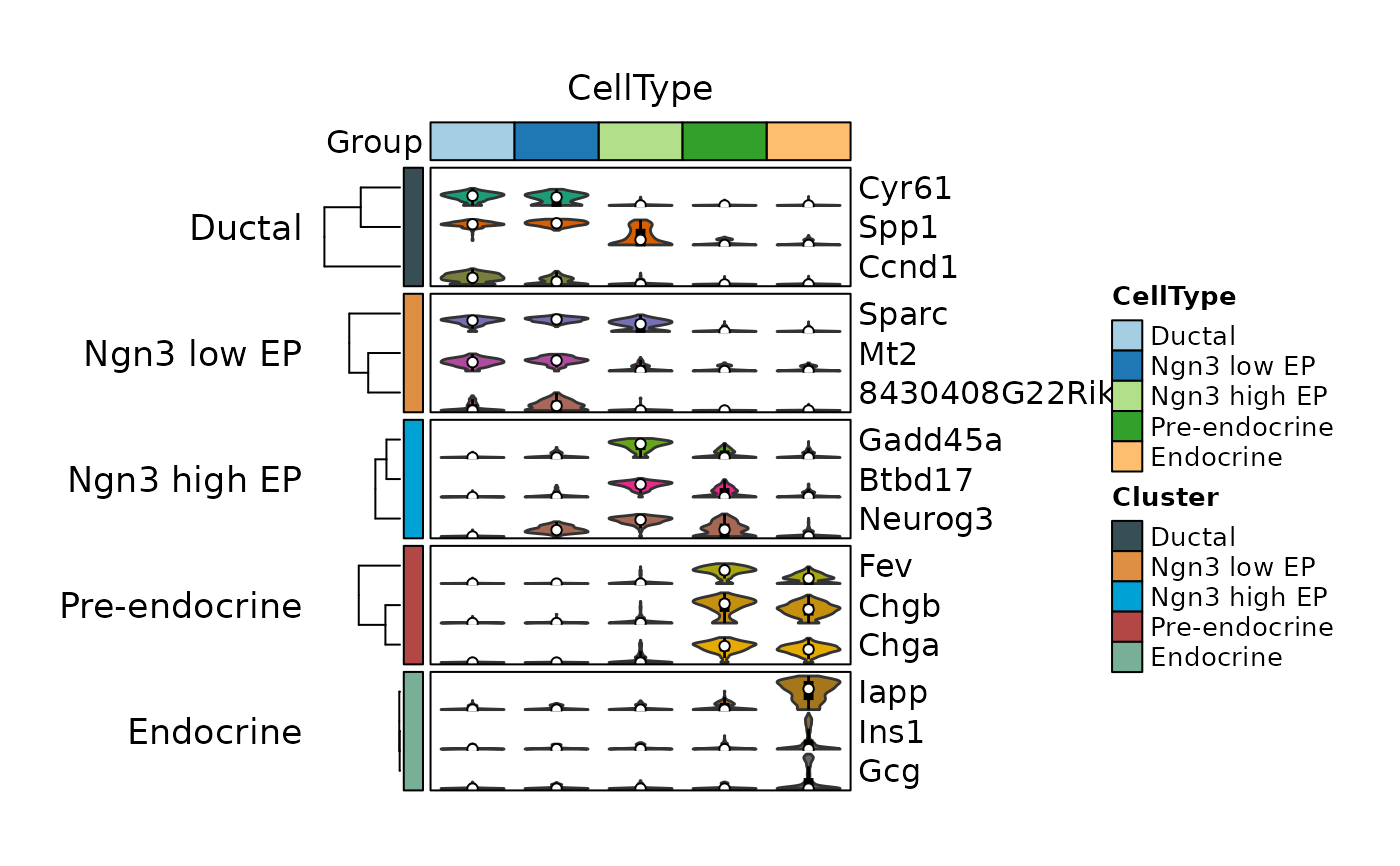 CellType
Group
Ductal
Cyr61
Spp1
Ccnd1
Ngn3 low EP
Sparc
Mt2
8430408G22Rik
Ngn3 high EP
Gadd45a
Btbd17
Neurog3
Pre-endocrine
Fev
Chgb
Chga
Endocrine
Iapp
Ins1
Gcg
CellType
Ductal
Ngn3 low EP
Ngn3 high EP
Pre-endocrine
Endocrine
Cluster
Ductal
Ngn3 low EP
Ngn3 high EP
Pre-endocrine
Endocrine